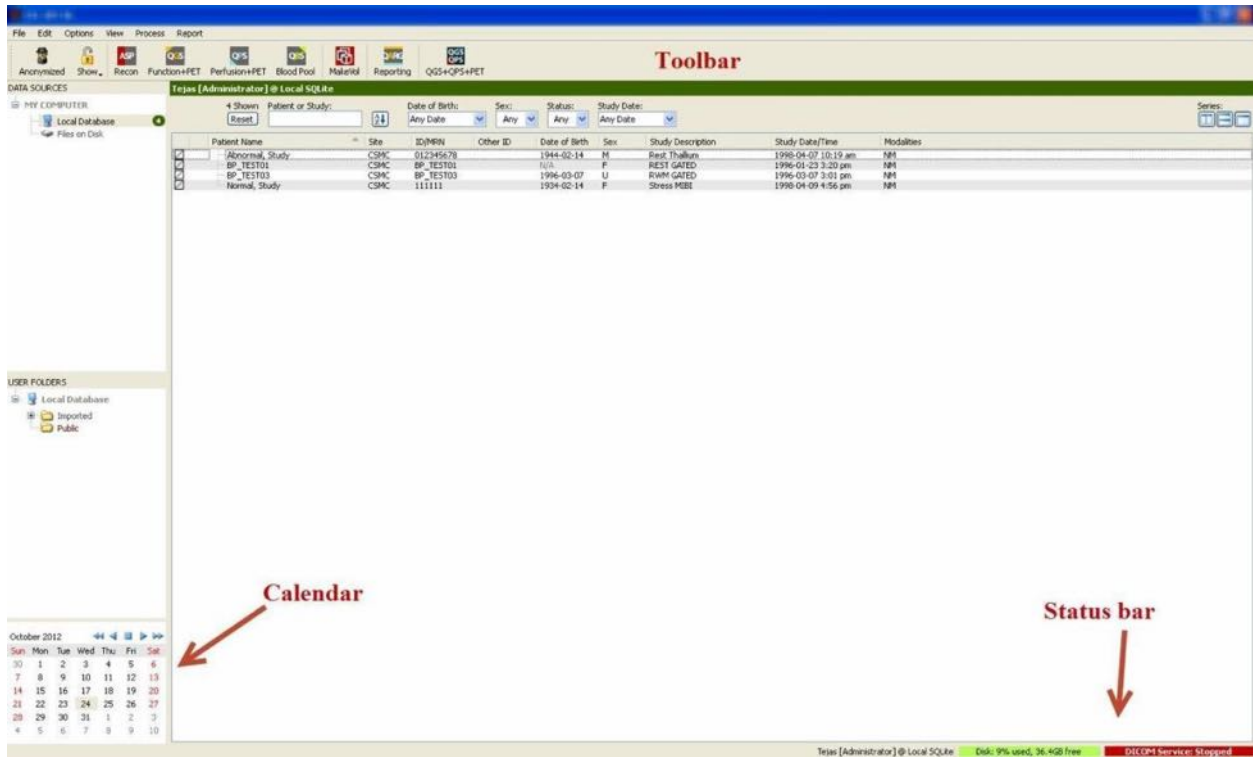 File Edit Options View Process Report
Anonymized Show Recon Function+PET Perfusion+PET Blood Pool MakeVol Reporting QGS+QPS+PET
Toolbar
DATA SOURCES
Tejas [Administrator] @ Local SQLite
MY COMPUTER
Local Database 4
Files on Disk
4 Shown Patient or Study: Date of Birth: Sex: Status: Study Date: Series:
Reset Any Date Any Any Any Date
Patient Name Site ID/MRN Other ID Date of Birth Sex Study Description Study Date/Time Modalities
Abnormal, Study CSMC 012345678 1944-02-14 M Rest Thallium 1998-04-07 10:19 am NM
BP_TEST01 CSMC BP_TEST01 N/A F REST GATED 1996-01-23 3:20 pm NM
BP_TEST03 CSMC BP_TEST03 1996-03-07 U RWM GATED 1996-03-07 3:01 pm NM
Normal, Study CSMC 111111 1934-02-14 F Stress MIBI 1998-04-09 4:56 pm NM
USER FOLDERS
Local Database
Imported
Public
Calendar
Status bar
October 2012
Sun Mon Tue Wed Thu Fri Sat
30 1 2 3 4 5 6
7 8 9 10 11 12 13
14 15 16 17 18 19 20
21 22 23 24 25 26 27
28 29 30 31 1 2 3
4 5 6 7 8 9 10
Tejas [Administrator] @ Local SQLite Disk: 9% used, 36.4GB free DICOM Service: Stopped